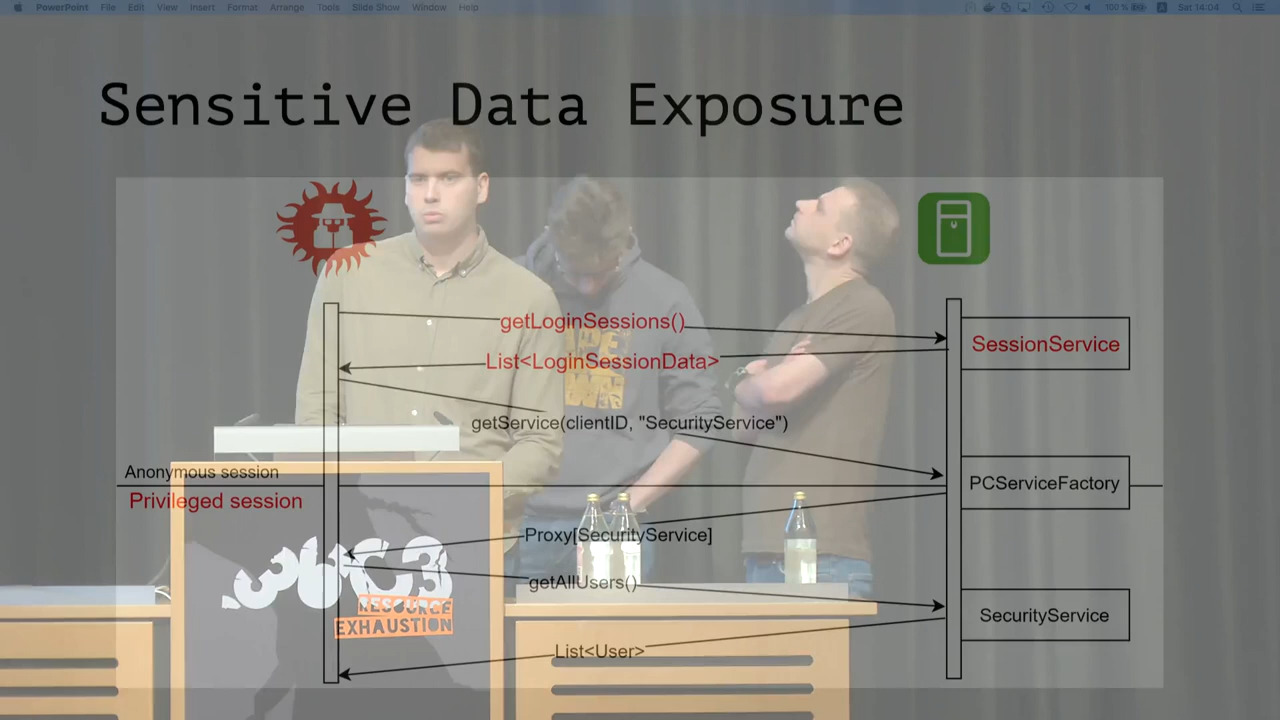 PowerPoint File Edit View Insert Format Arrange Tools Slide Show Window Help 100 % Sat 14:04
Sensitive Data Exposure
getLoginSessions()
SessionService
List<LoginSessionData>
getService(clientID, "SecurityService")
Anonymous session
PCServiceFactory
Privileged session
Proxy[SecurityService]
getAllUsers()
SecurityService
List<User>
36C3
RESOURCE
EXHAUSTION